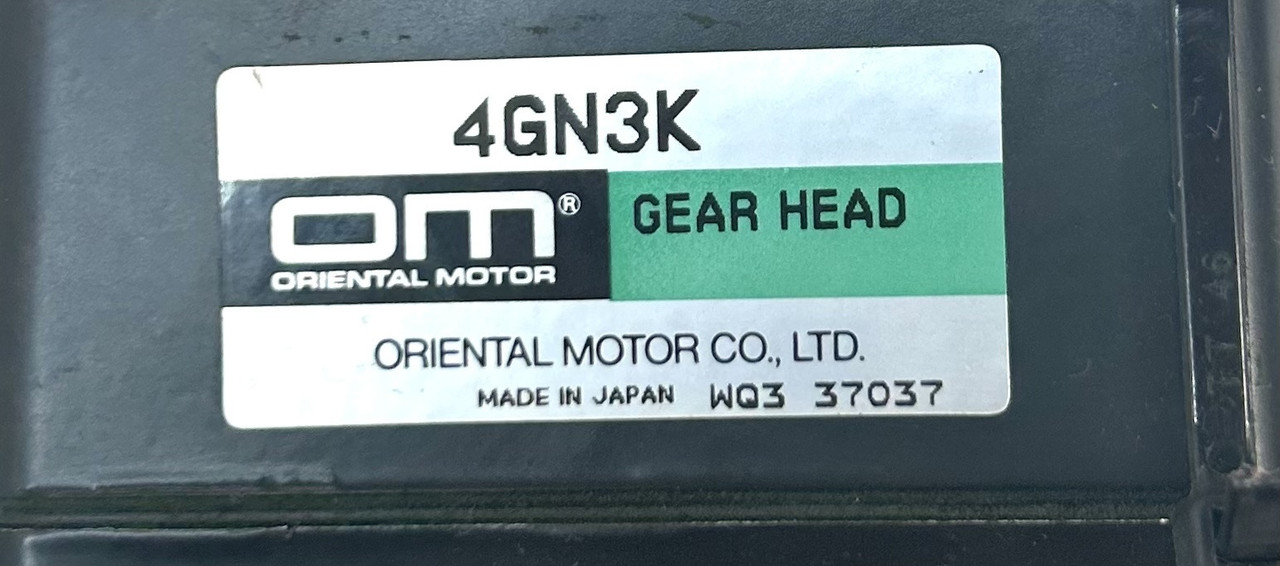 4GN3K
om®
ORIENTAL MOTOR
GEAR HEAD
ORIENTAL MOTOR CO., LTD.
MADE IN JAPAN WQ3 37037